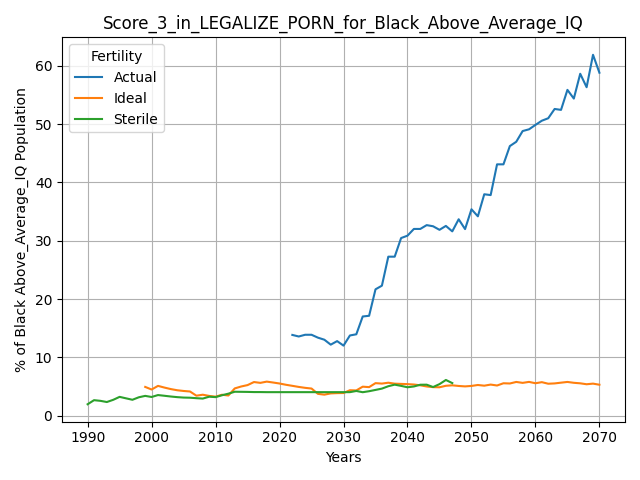 Score_3_in_LEGALIZE_PORN_for_Black_Above_Average_IQ
Fertility
Actual
Ideal
Sterile
% of Black Above_Average_IQ Population
60
50
40
30
20
10
0
1990 2000 2010 2020 2030 2040 2050 2060 2070
Years